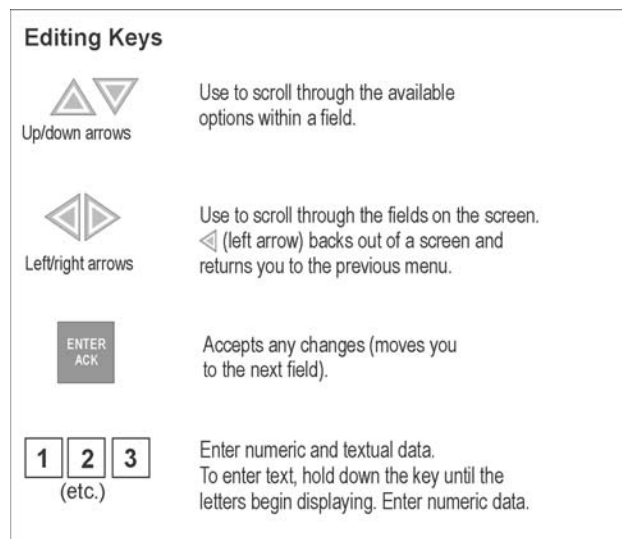 Editing Keys
Use to scroll through the available
options within a field.
Up/down arrows
Use to scroll through the fields on the screen.
(left arrow) backs out of a screen and
returns you to the previous menu.
Left/right arrows
ENTER
ACK
Accepts any changes (moves you
to the next field).
1 2 3
(etc.)
Enter numeric and textual data.
To enter text, hold down the key until the
letters begin displaying. Enter numeric data.